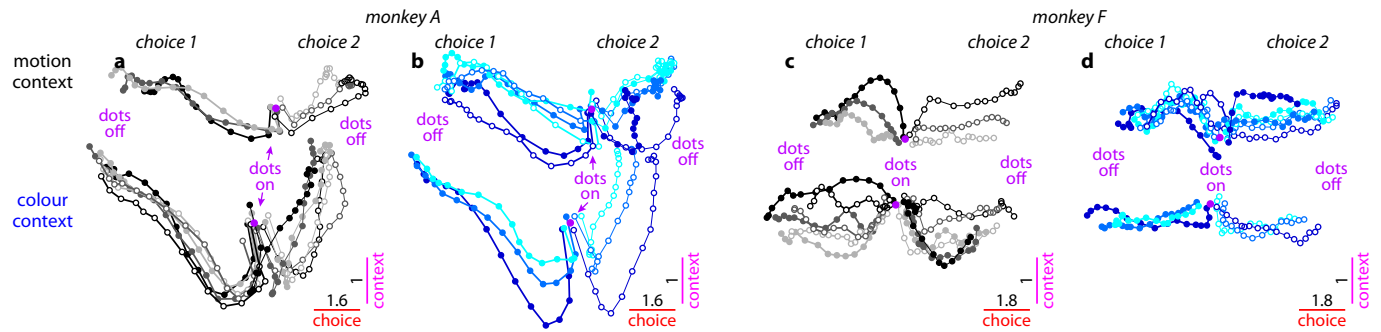 monkey A
monkey F
choice 1
choice 2
choice 1
choice 2
choice 1
choice 2
choice 1
choice 2
a
b
c
d
motion
context
dots
off
dots
off
dots
on
dots
off
dots
off
dots
on
dots
off
dots
on
dots
off
dots
off
dots
on
dots
off
colour
context
1.6
1
choice
context
1.6
1
choice
context
1.8
1
choice
context
1.8
1
choice
context